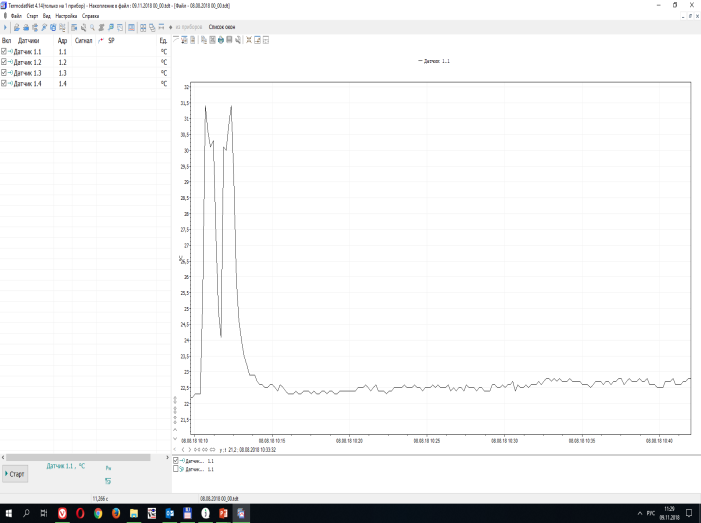 TermodatNet 4.14(только на 1 прибор) - Накопление в файл : 09.11.2018 00_00.tdt - [Файл - 08.08.2018 00_00.tdt]
Файл Старт Вид Настройка Справка
Список окон
Вкл Датчики Адр Сигнал SP Ед.
Датчик 1.1 1.1 °C
Датчик 1.2 1.2 °C
Датчик 1.3 1.3 °C
Датчик 1.4 1.4 °C
Датчик 1.1
32
31,5
31
30,5
30
29,5
29
28,5
28
27,5
27
26,5
°C
26
25,5
25
24,5
24
23,5
23
22,5
22
21,5
08.08.18 10:10 08.08.18 10:15 08.08.18 10:20 08.08.18 10:25 08.08.18 10:30 08.08.18 10:35 08.08.18 10:40
y; t 21,2; 08.08.2018 10:33:32
Датчик... 1.1
Датчик... 1.1
Старт
Датчик 1.1 , °C
11,266 с
08.08.2018 00_00.tdt
РУС
11:29
09.11.2018